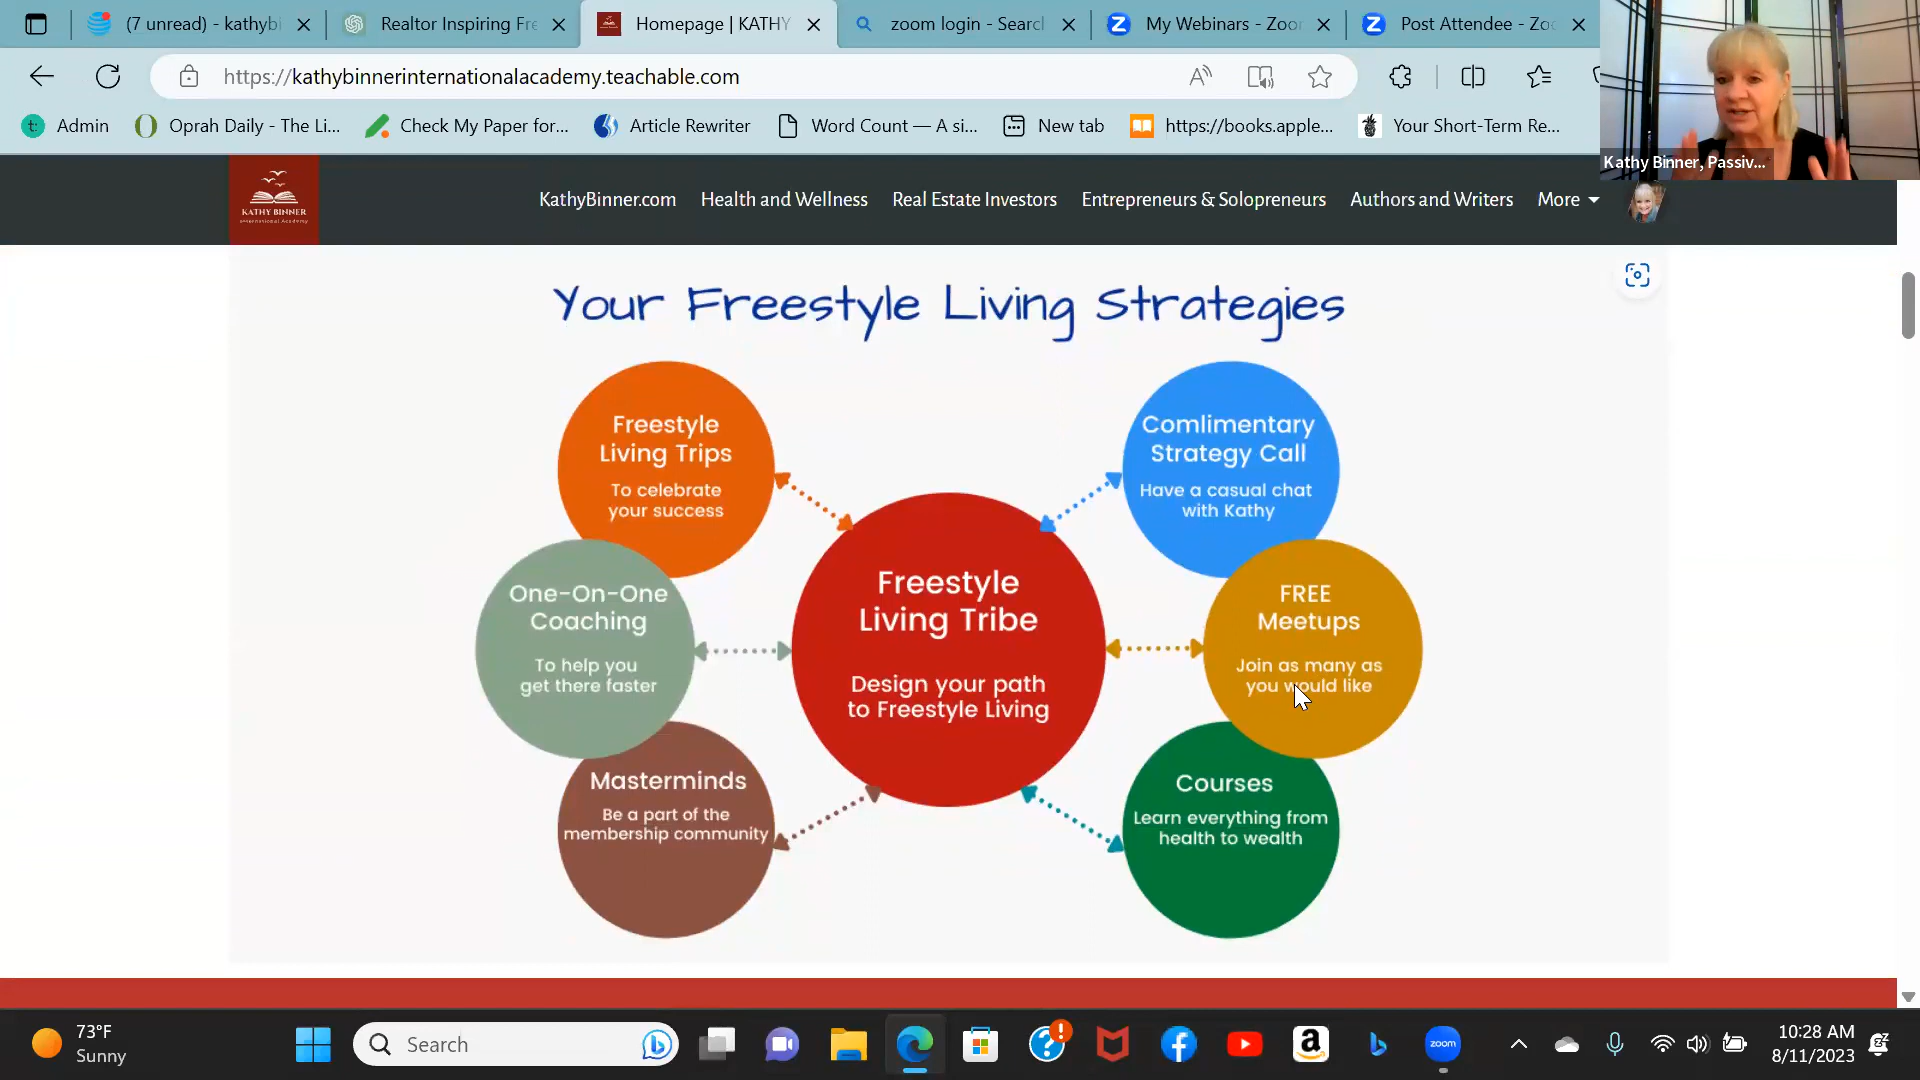 (7 unread) - kathybi
Realtor Inspiring Fre
Homepage | KATHY
zoom login - Search
My Webinars - Zoo
Post Attendee - Zoo
https://kathybinnerinternationalacademy.teachable.com
Admin
Oprah Daily - The Li...
Check My Paper for...
Article Rewriter
Word Count — A si...
New tab
https://books.apple...
Your Short-Term Re...
Kathy Binner, Passiv...
KATHY BINNER
International Academy
KathyBinner.com
Health and Wellness
Real Estate Investors
Entrepreneurs & Solopreneurs
Authors and Writers
More
Your Freestyle Living Strategies
Freestyle
Living Trips
To celebrate
your success
Comlimentary
Strategy Call
Have a casual chat
with Kathy
One-On-One
Coaching
To help you
get there faster
Freestyle
Living Tribe
Design your path
to Freestyle Living
FREE
Meetups
Join as many as
you would like
Masterminds
Be a part of the
membership community
Courses
Learn everything from
health to wealth
73°F
Sunny
Search
zoom
10:28 AM
8/11/2023